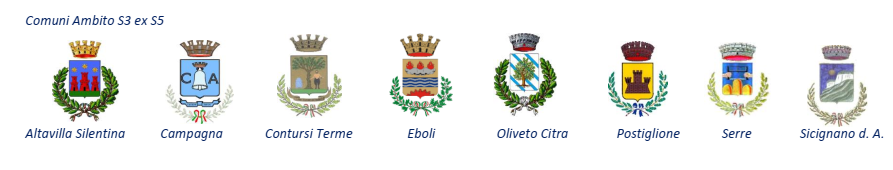 Comuni Ambito S3 ex S5
C A
Altavilla Silentina Campagna Contursi Terme Eboli Oliveto Citra Postiglione Serre Sicignano d. A.